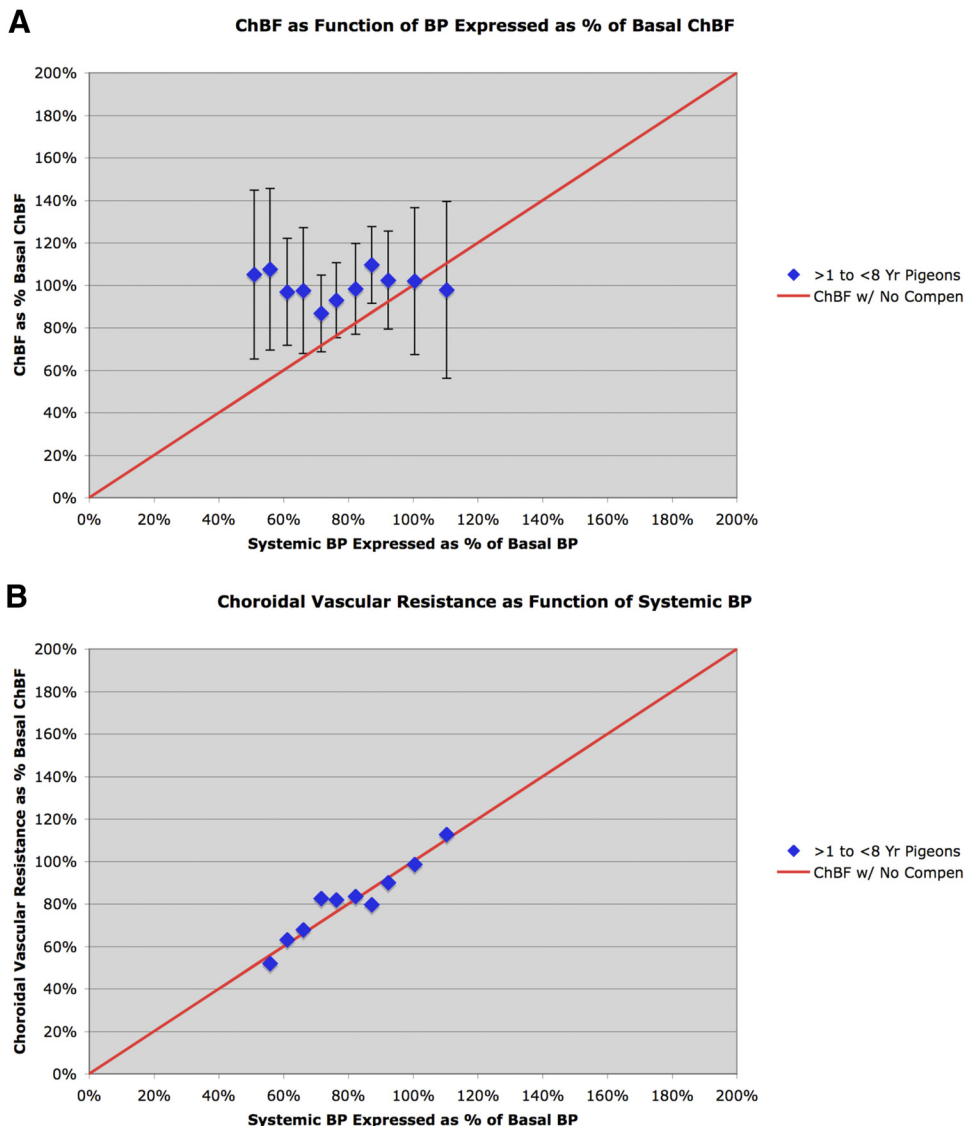 A
ChBF as Function of BP Expressed as % of Basal ChBF
200%
180%
160%
140%
120%
100%
80%
60%
40%
20%
0%
ChBF as % Basal ChBF
0% 20% 40% 60% 80% 100% 120% 140% 160% 180% 200%
Systemic BP Expressed as % of Basal BP
>1 to <8 Yr Pigeons
ChBF w/ No Compen
B
Choroidal Vascular Resistance as Function of Systemic BP
200%
180%
160%
140%
120%
100%
80%
60%
40%
20%
0%
Choroidal Vascular Resistance as % Basal ChBF
0% 20% 40% 60% 80% 100% 120% 140% 160% 180% 200%
Systemic BP Expressed as % of Basal BP
>1 to <8 Yr Pigeons
ChBF w/ No Compen